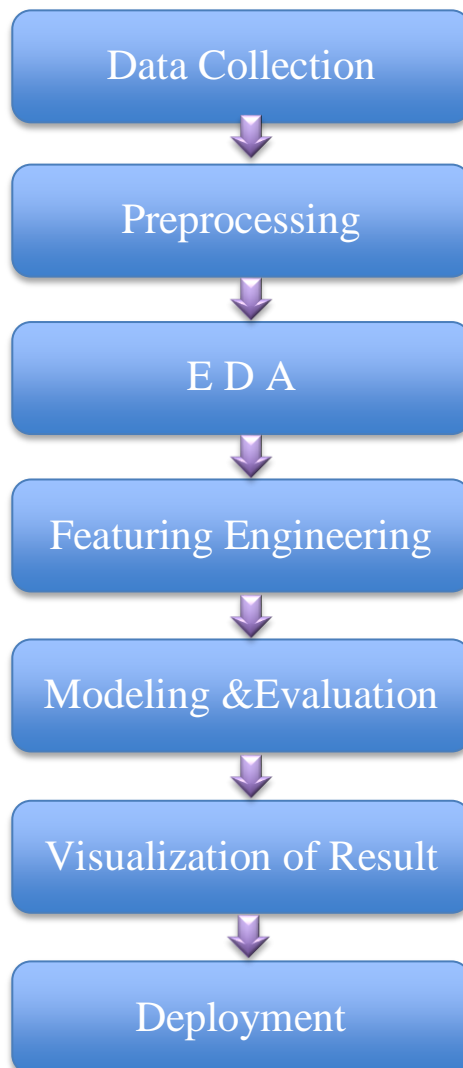 Data Collection
Preprocessing
E D A
Featuring Engineering
Modeling &Evaluation
Visualization of Result
Deployment